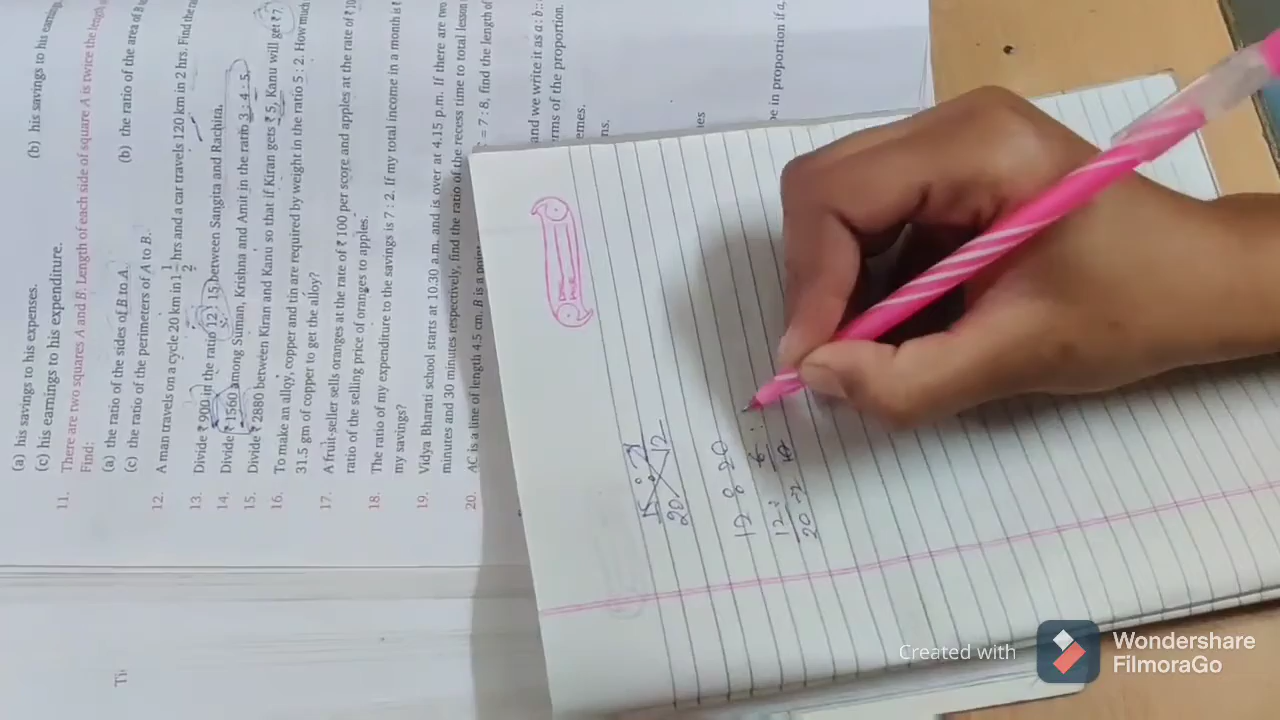 (a) his savings to his expenses.
(b) his savings to his earning
(c) his earnings to his expenditure.
11. There are two squares A and B. Length of each side of square A is twice the length
Find:
(a) the ratio of the sides of B to A.
(b) the ratio of the area of B
(c) the ratio of the perimeters of A to B.
12. A man travels on a cycle 20 km in 1 1/2 hrs and a car travels 120 km in 2 hrs. Find the
13. Divide ₹ 900 in the ratio 12 : 15 between Sangita and Rachita.
14. Divide ₹ 1560 among Suman, Krishna and Amit in the ratio 3 : 4 : 5.
15. Divide ₹ 2880 between Kiran and Kanu so that if Kiran gets ₹ 5, Kanu will get ₹ 7.
16. To make an alloy, copper and tin are required by weight in the ratio 5 : 2. How much
31.5 gm of copper to get the alloy?
17. A fruit-seller sells oranges at the rate of ₹ 100 per score and apples at the rate of ₹ 10
ratio of the selling price of oranges to apples.
18. The ratio of my expenditure to the savings is 7 : 2. If my total income in a month is ₹
my savings?
19. Vidya Bharati school starts at 10.30 a.m. and is over at 4.15 p.m. If there are two
minutes and 30 minutes respectively, find the ratio of the recess time to total lesson
20. AC is a line of length 4.5 cm. B is a point
= 7 : 8, find the length of
and we write it as a : b ::
rms of the proportion.
emes.
ns.
ies
be in proportion if a,
12 : 20
12
20
6
10
Created with
Wondershare
FilmoraGo